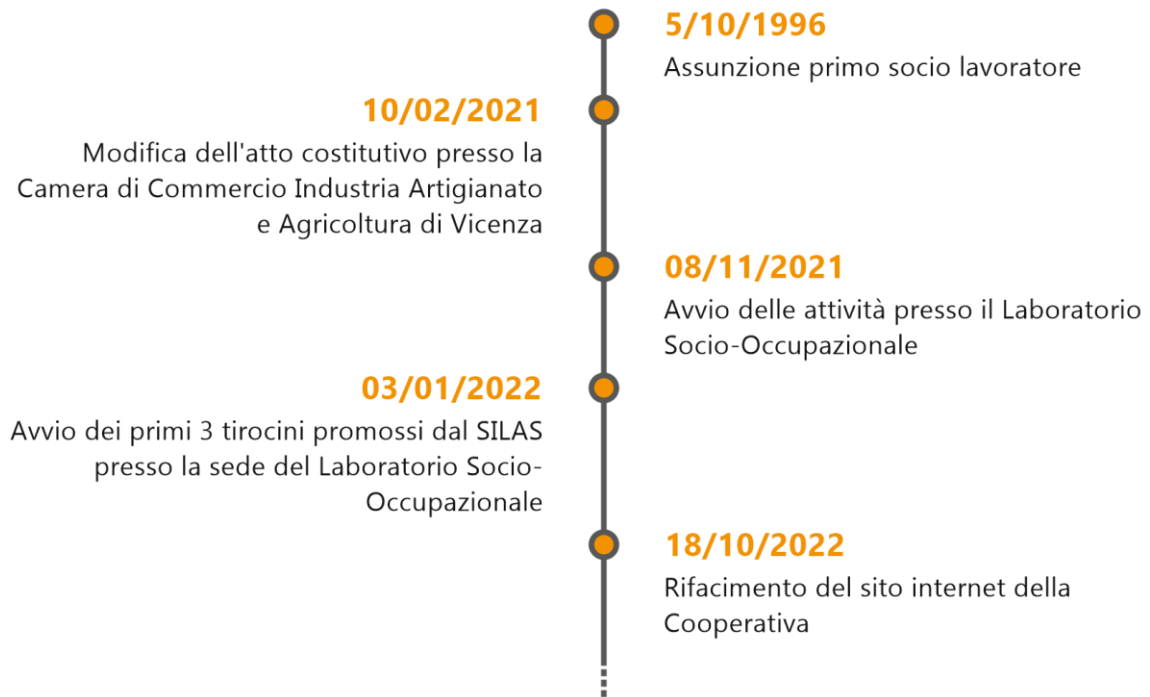 5/10/1996
Assunzione primo socio lavoratore
10/02/2021
Modifica dell'atto costitutivo presso la
Camera di Commercio Industria Artigianato
e Agricoltura di Vicenza
08/11/2021
Avvio delle attività presso il Laboratorio
Socio-Occupazionale
03/01/2022
Avvio dei primi 3 tirocini promossi dal SILAS
presso la sede del Laboratorio Socio-
Occupazionale
18/10/2022
Rifacimento del sito internet della
Cooperativa